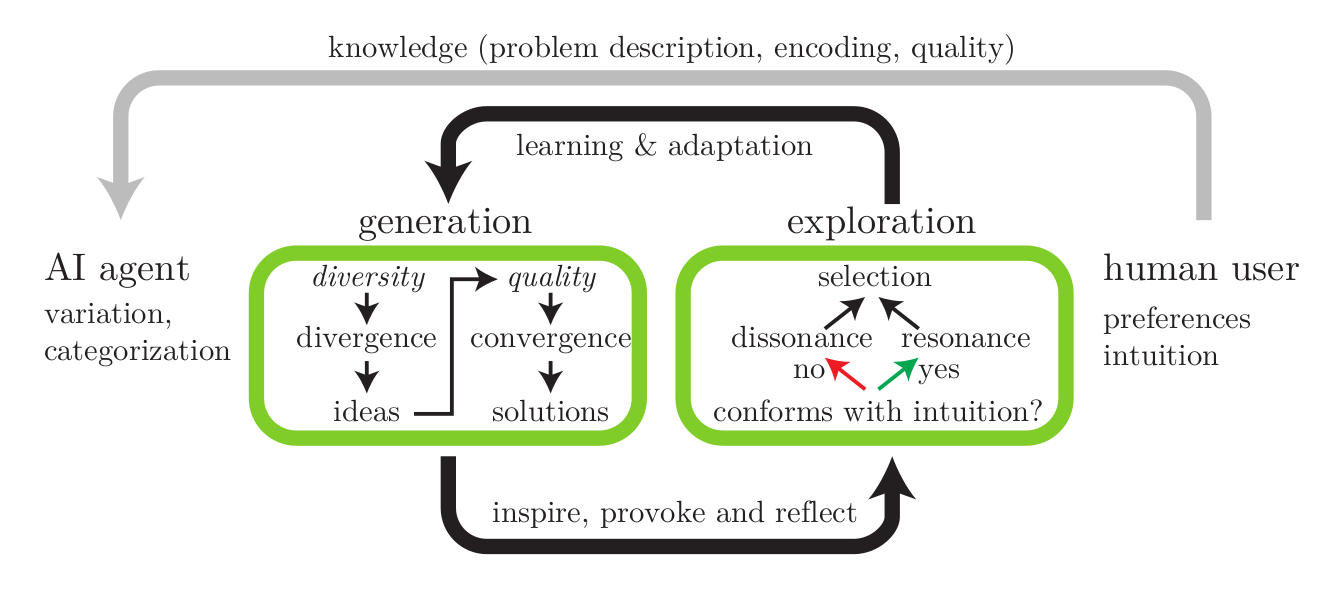 knowledge (problem description, encoding, quality)
learning & adaptation
generation
exploration
AI agent
variation,
categorization
diversity
quality
divergence
convergence
ideas
solutions
selection
dissonance
resonance
no
yes
conforms with intuition?
human user
preferences
intuition
inspire, provoke and reflect